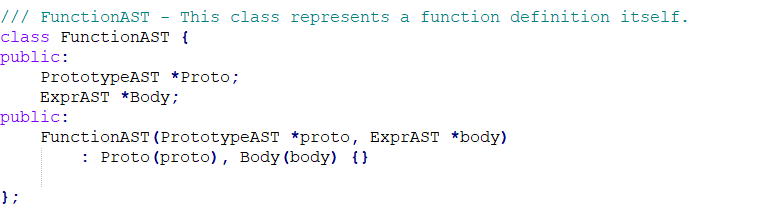 /// FunctionAST - This class represents a function definition itself.
class FunctionAST {
public:
    PrototypeAST *Proto;
    ExprAST *Body;
public:
    FunctionAST(PrototypeAST *proto, ExprAST *body)
        : Proto(proto), Body(body) {}
};